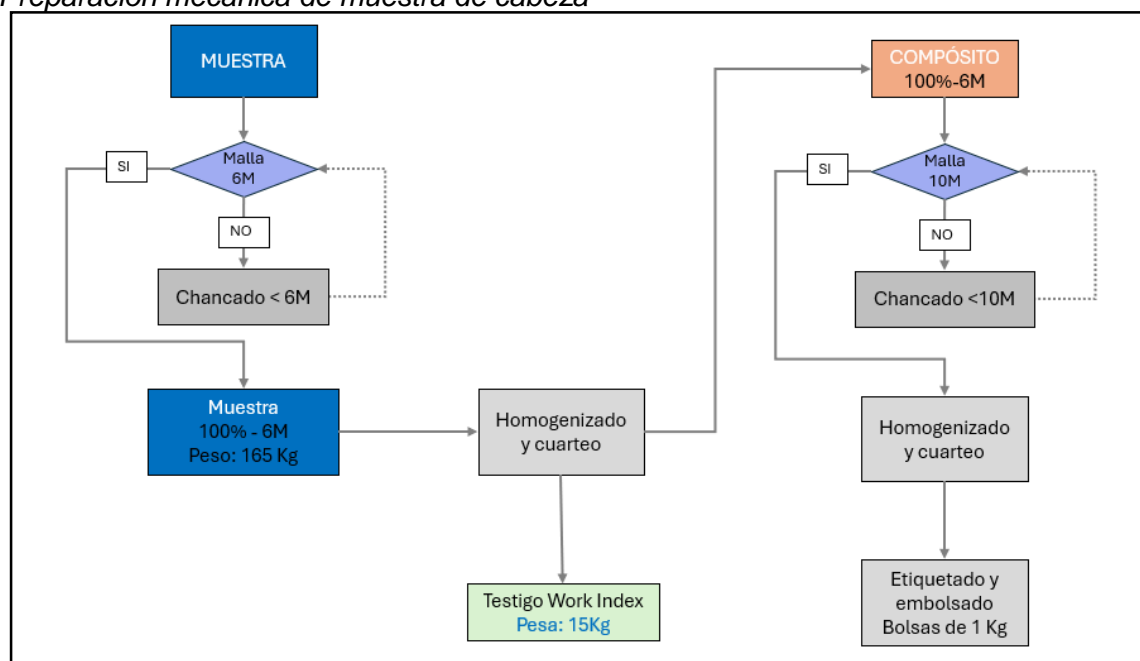 Preparación mecánica de muestra de cabeza
MUESTRA
Malla
6M
SI
NO
Chancado < 6M
Muestra
100% - 6M
Peso: 165 Kg
Homogenizado
y cuarteo
Testigo Work Index
Pesa: 15Kg
COMPÓSITO
100%-6M
Malla
10M
SI
NO
Chancado <10M
Homogenizado
y cuarteo
Etiquetado y
embolsado
Bolsas de 1 Kg